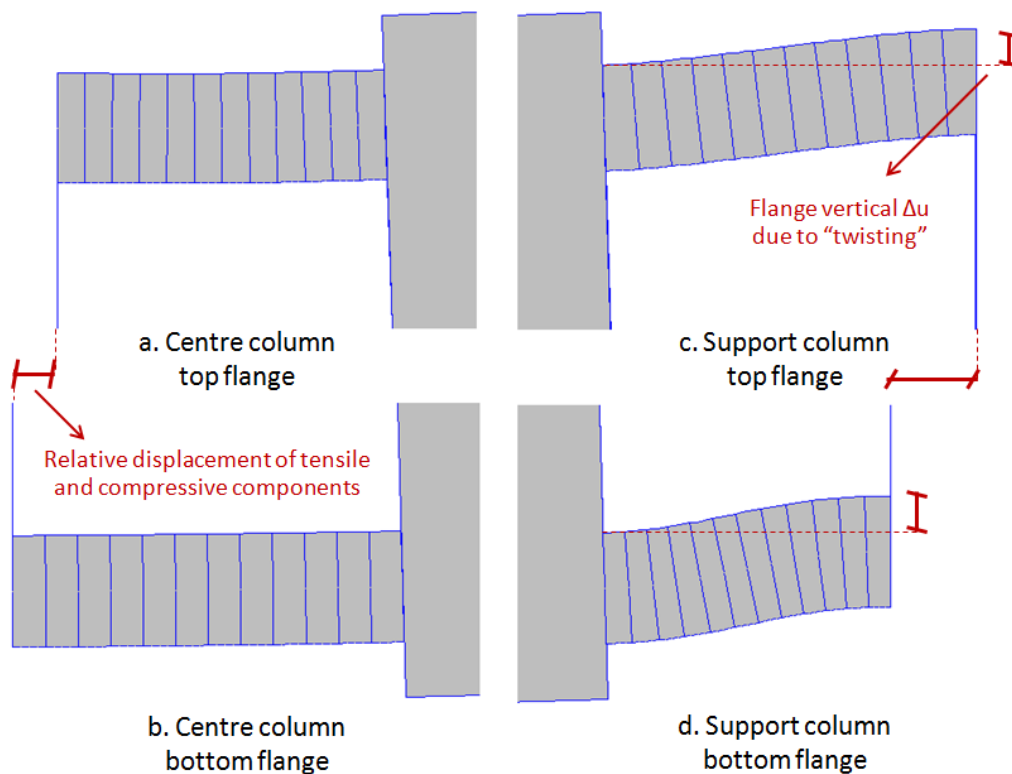 Flange vertical Δu
due to “twisting”
a. Centre column
top flange
c. Support column
top flange
Relative displacement of tensile
and compressive components
b. Centre column
bottom flange
d. Support column
bottom flange